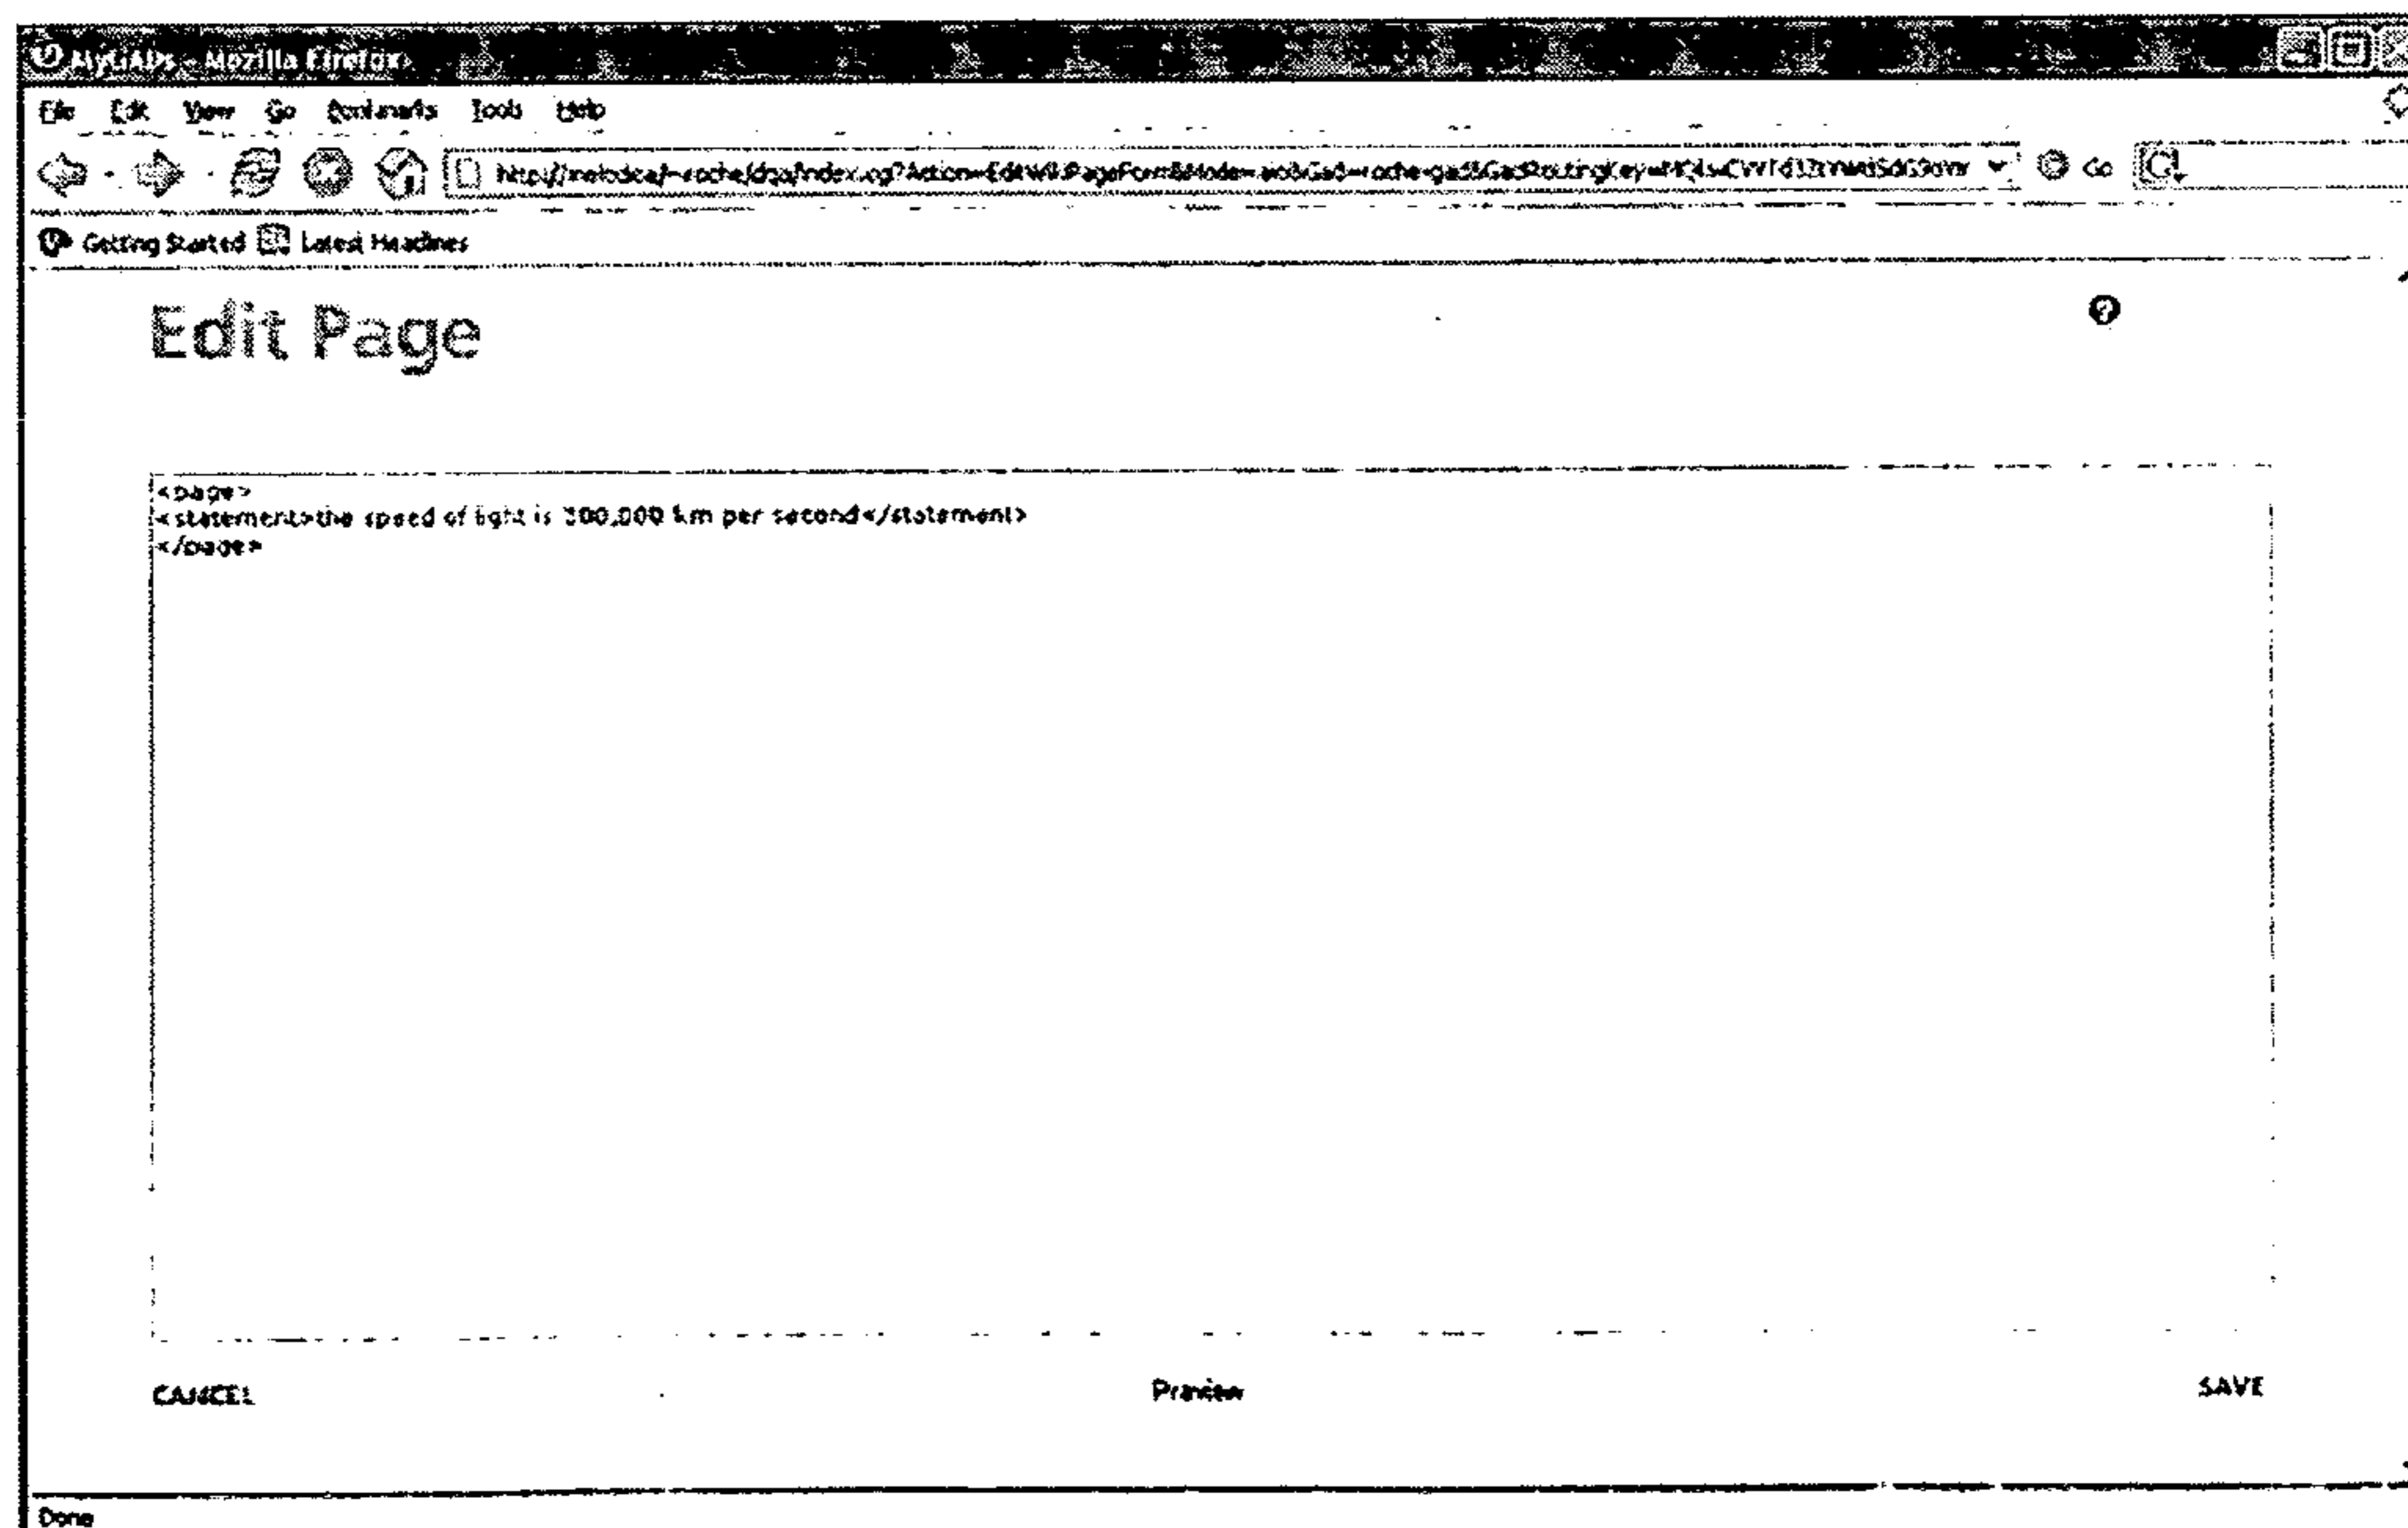 MyGADs - Mozilla Firefox
File Edit View Go Bookmarks Tools Help
Go
Getting Started Latest Headines
Edit Page
<page>
<statement>the speed of light is 300,000 km per second</statement>
</page>
CANCEL Preview SAVE
Done